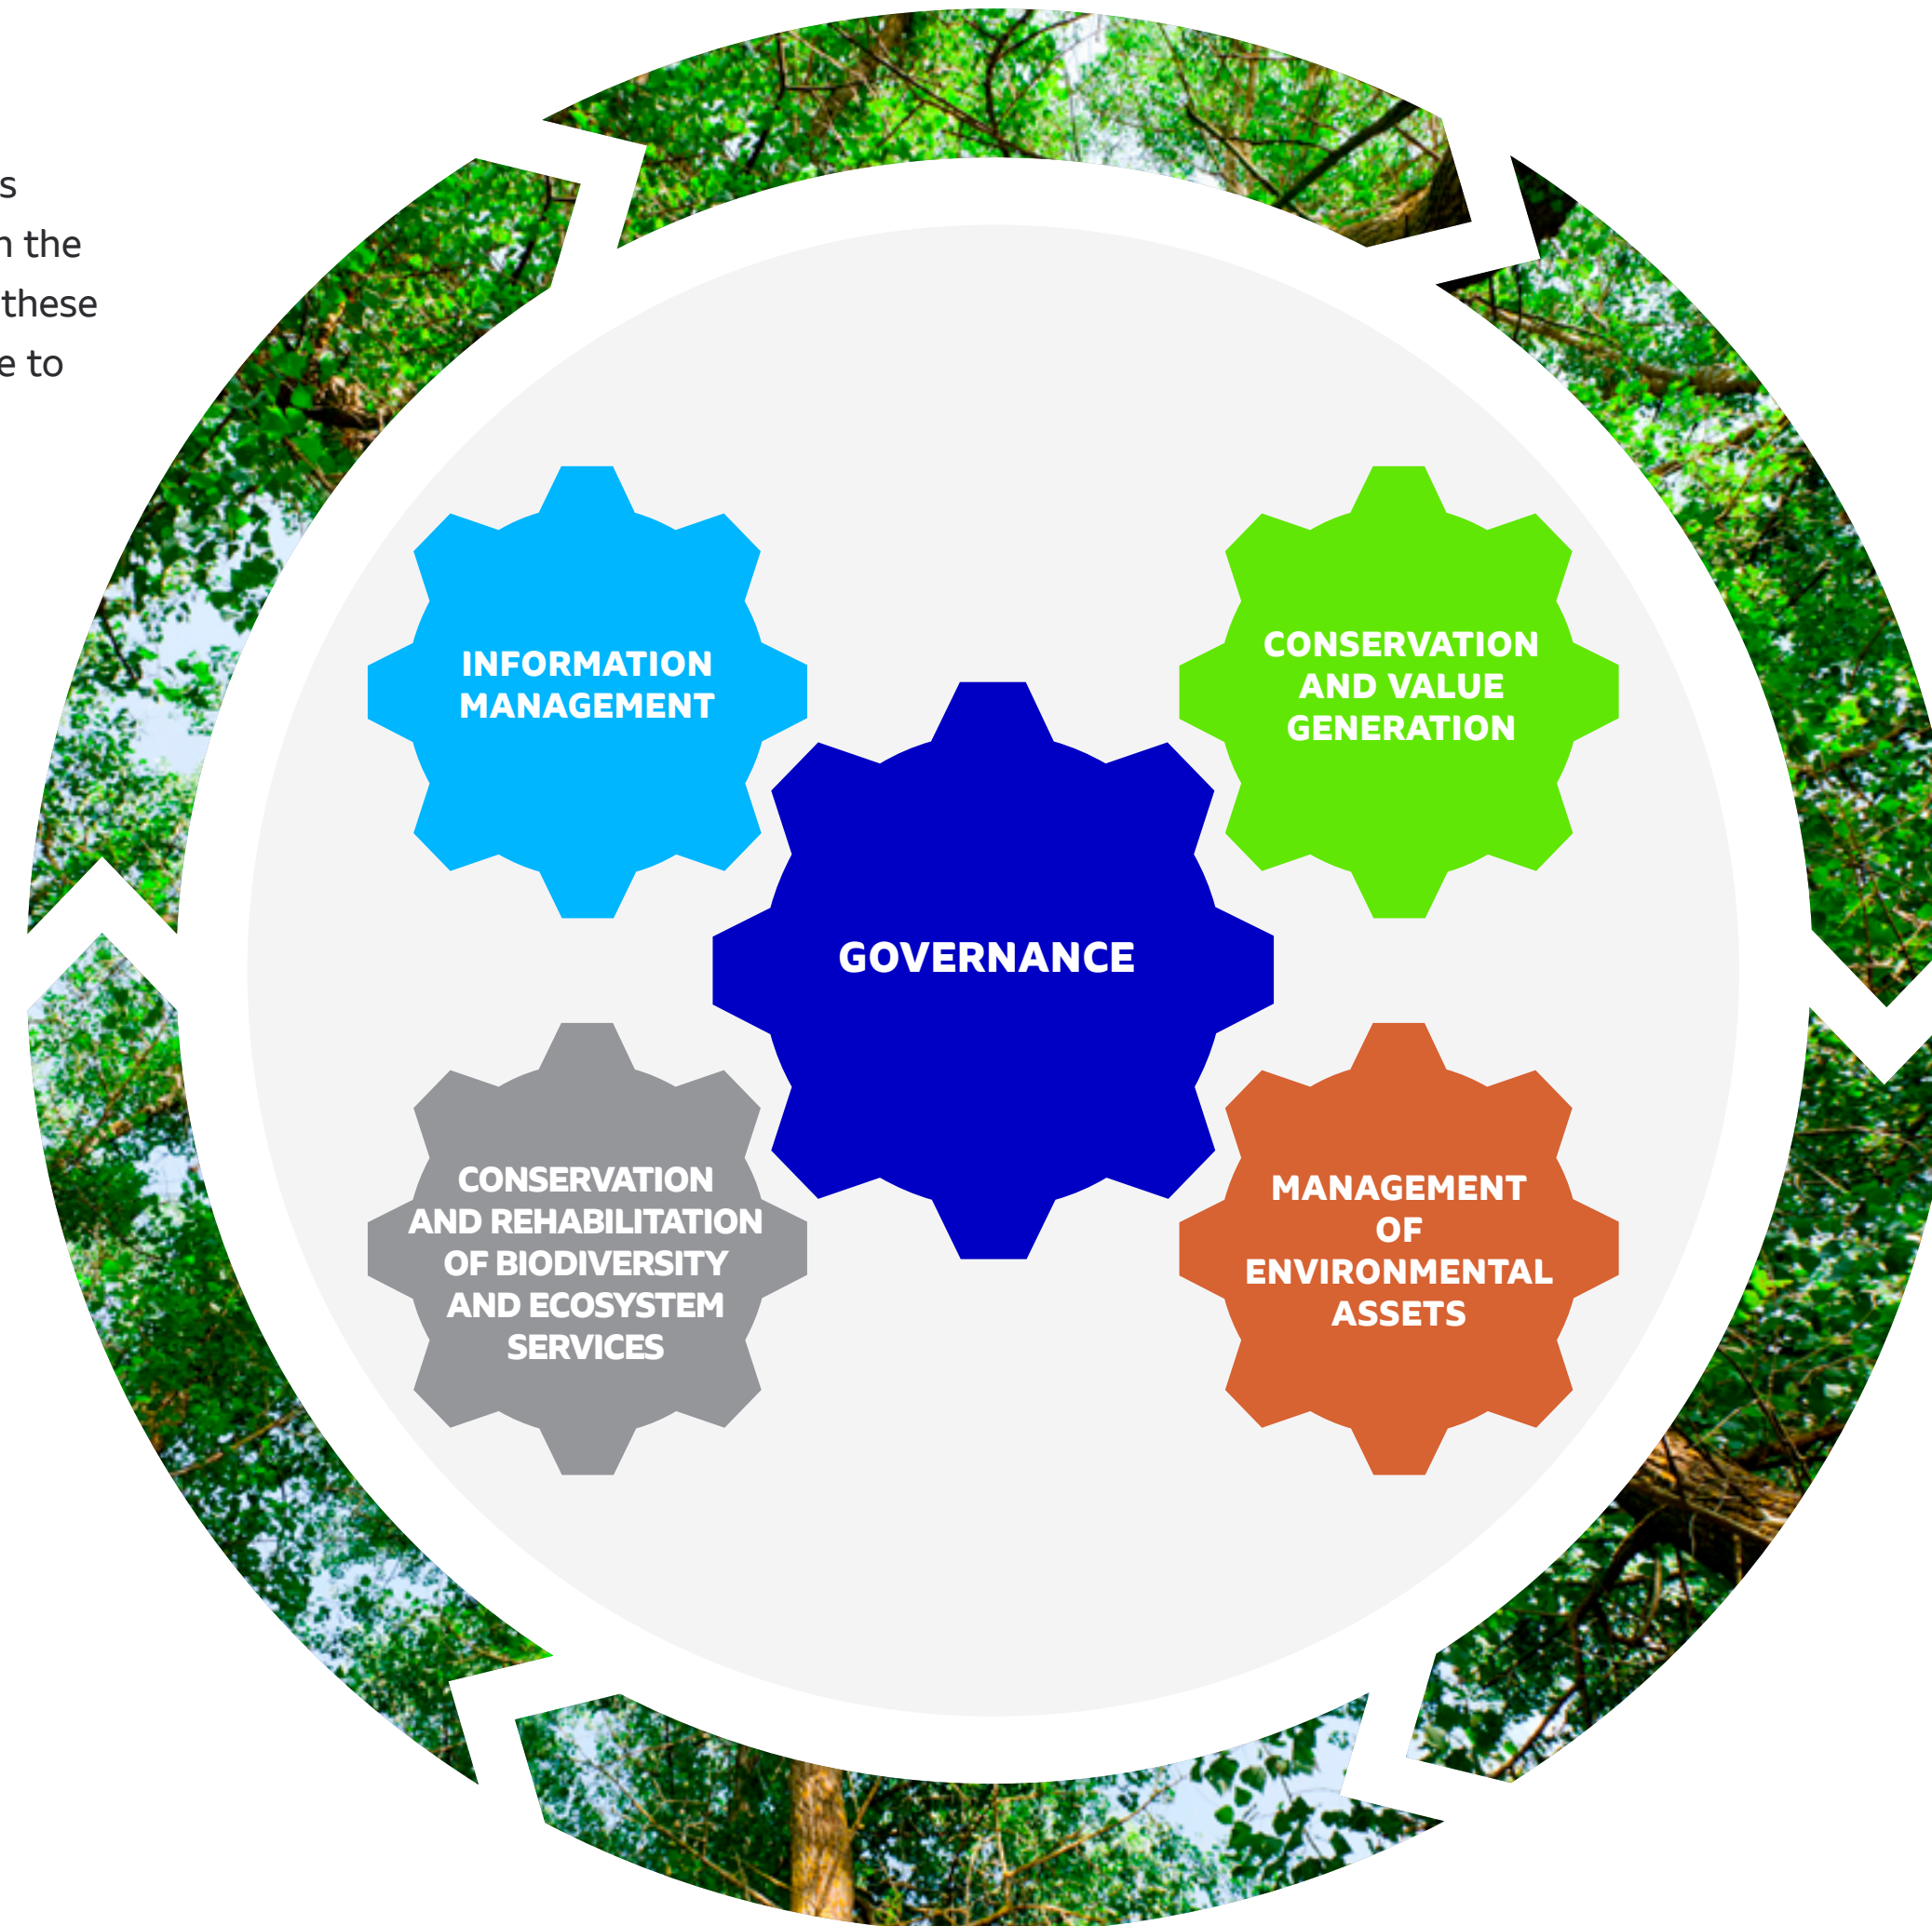 s
n the
these
e to
INFORMATION
MANAGEMENT
CONSERVATION
AND VALUE
GENERATION
GOVERNANCE
CONSERVATION
AND REHABILITATION
OF BIODIVERSITY
AND ECOSYSTEM
SERVICES
MANAGEMENT
OF
ENVIRONMENTAL
ASSETS